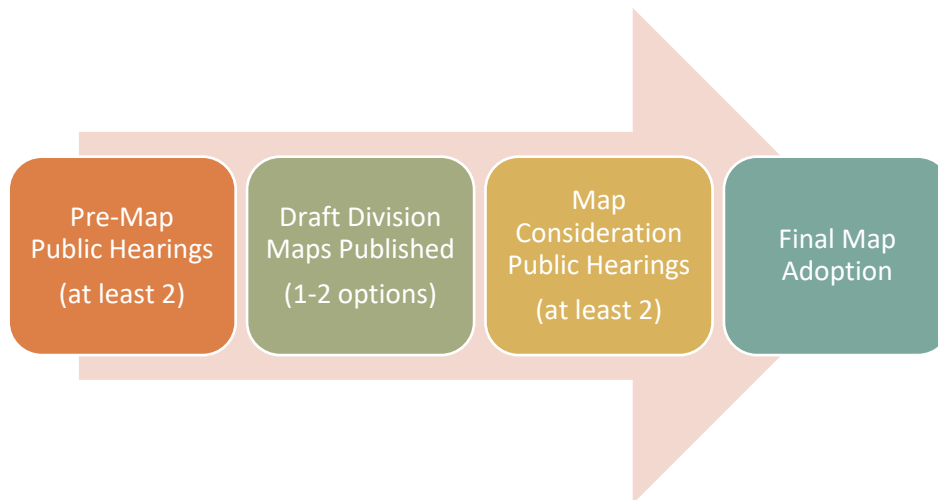 Pre-Map
Public Hearings
(at least 2)
Draft Division
Maps Published
(1-2 options)
Map
Consideration
Public Hearings
(at least 2)
Final Map
Adoption